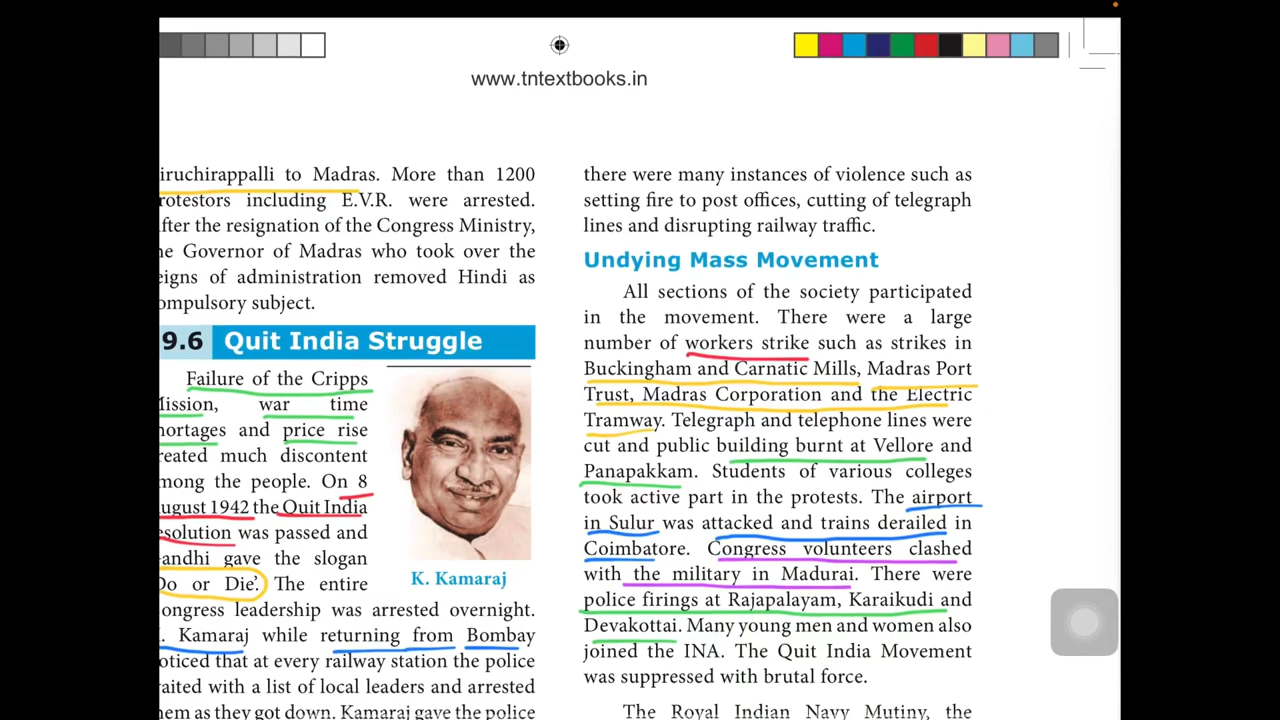 www.tntextbooks.in
iruchirappalli to Madras. More than 1200
rotestors including E.V.R. were arrested.
fter the resignation of the Congress Ministry,
he Governor of Madras who took over the
eigns of administration removed Hindi as
ompulsory subject.
9.6 Quit India Struggle
Failure of the Cripps
Mission, war time
hortages and price rise
reated much discontent
mong the people. On 8
ugust 1942 the Quit India
esolution was passed and
Gandhi gave the slogan
‘Do or Die’. The entire
ongress leadership was arrested overnight.
K. Kamaraj
. Kamaraj while returning from Bombay
oticed that at every railway station the police
aited with a list of local leaders and arrested
hem as they got down. Kamaraj gave the police
there were many instances of violence such as
setting fire to post offices, cutting of telegraph
lines and disrupting railway traffic.
Undying Mass Movement
All sections of the society participated
in the movement. There were a large
number of workers strike such as strikes in
Buckingham and Carnatic Mills, Madras Port
Trust, Madras Corporation and the Electric
Tramway. Telegraph and telephone lines were
cut and public building burnt at Vellore and
Panapakkam. Students of various colleges
took active part in the protests. The airport
in Sulur was attacked and trains derailed in
Coimbatore. Congress volunteers clashed
with the military in Madurai. There were
police firings at Rajapalayam, Karaikudi and
Devakottai. Many young men and women also
joined the INA. The Quit India Movement
was suppressed with brutal force.
The Royal Indian Navy Mutiny, the